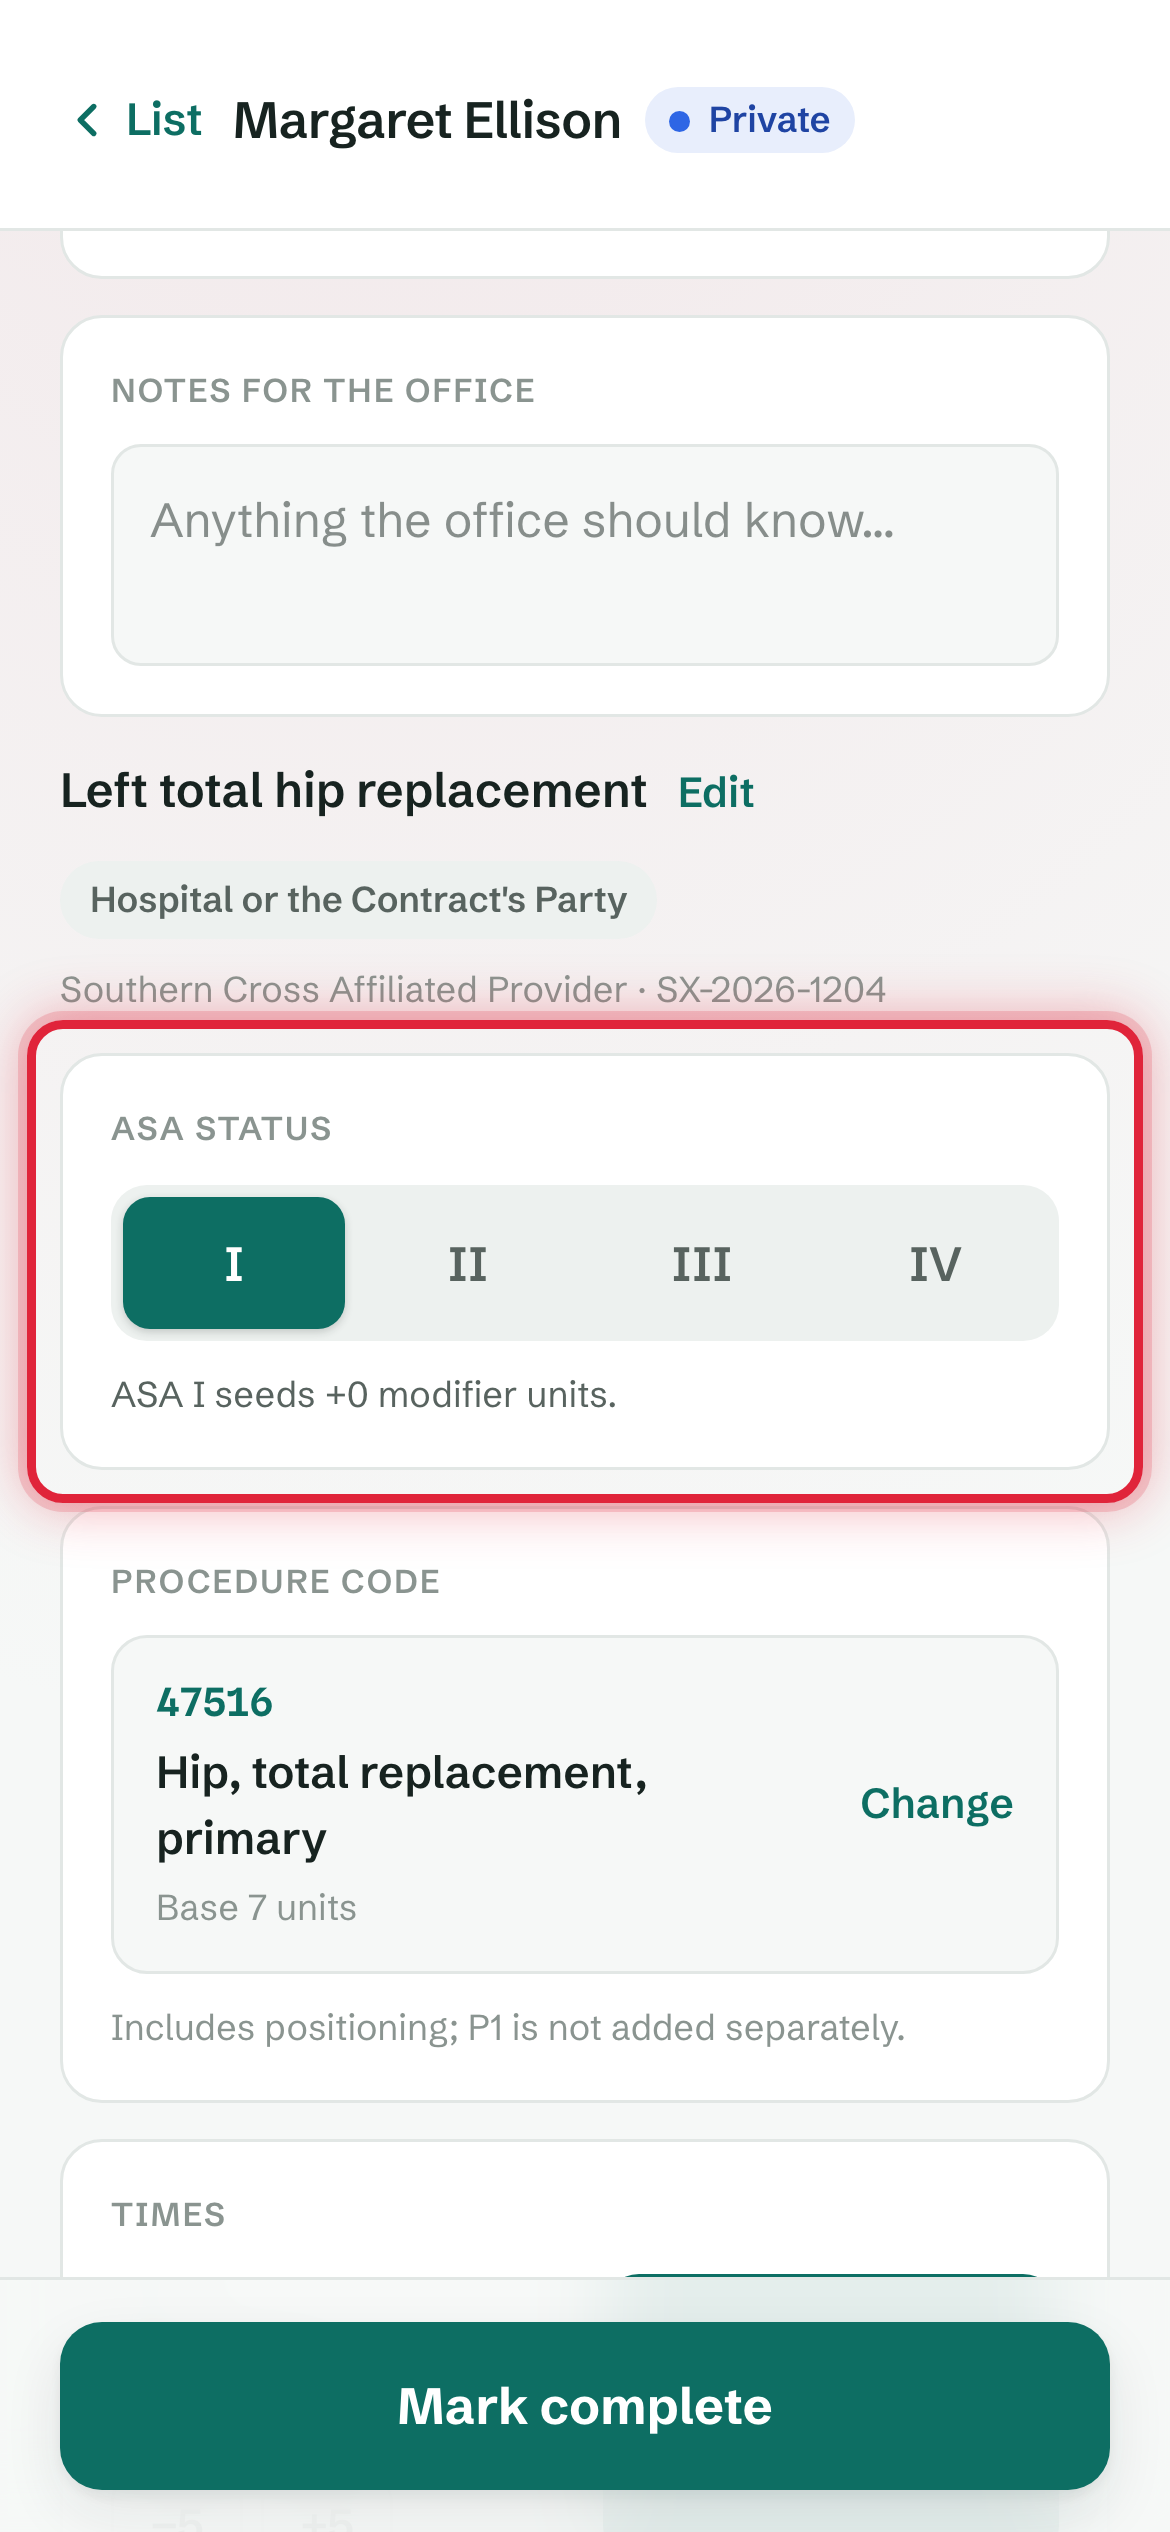 List Margaret Ellison Private
NOTES FOR THE OFFICE
Anything the office should know...
Left total hip replacement Edit
Hospital or the Contract's Party
Southern Cross Affiliated Provider · SX-2026-1204
ASA STATUS
I II III IV
ASA I seeds +0 modifier units.
PROCEDURE CODE
47516
Hip, total replacement,
primary
Change
Base 7 units
Includes positioning; P1 is not added separately.
TIMES
Mark complete
−5 +5